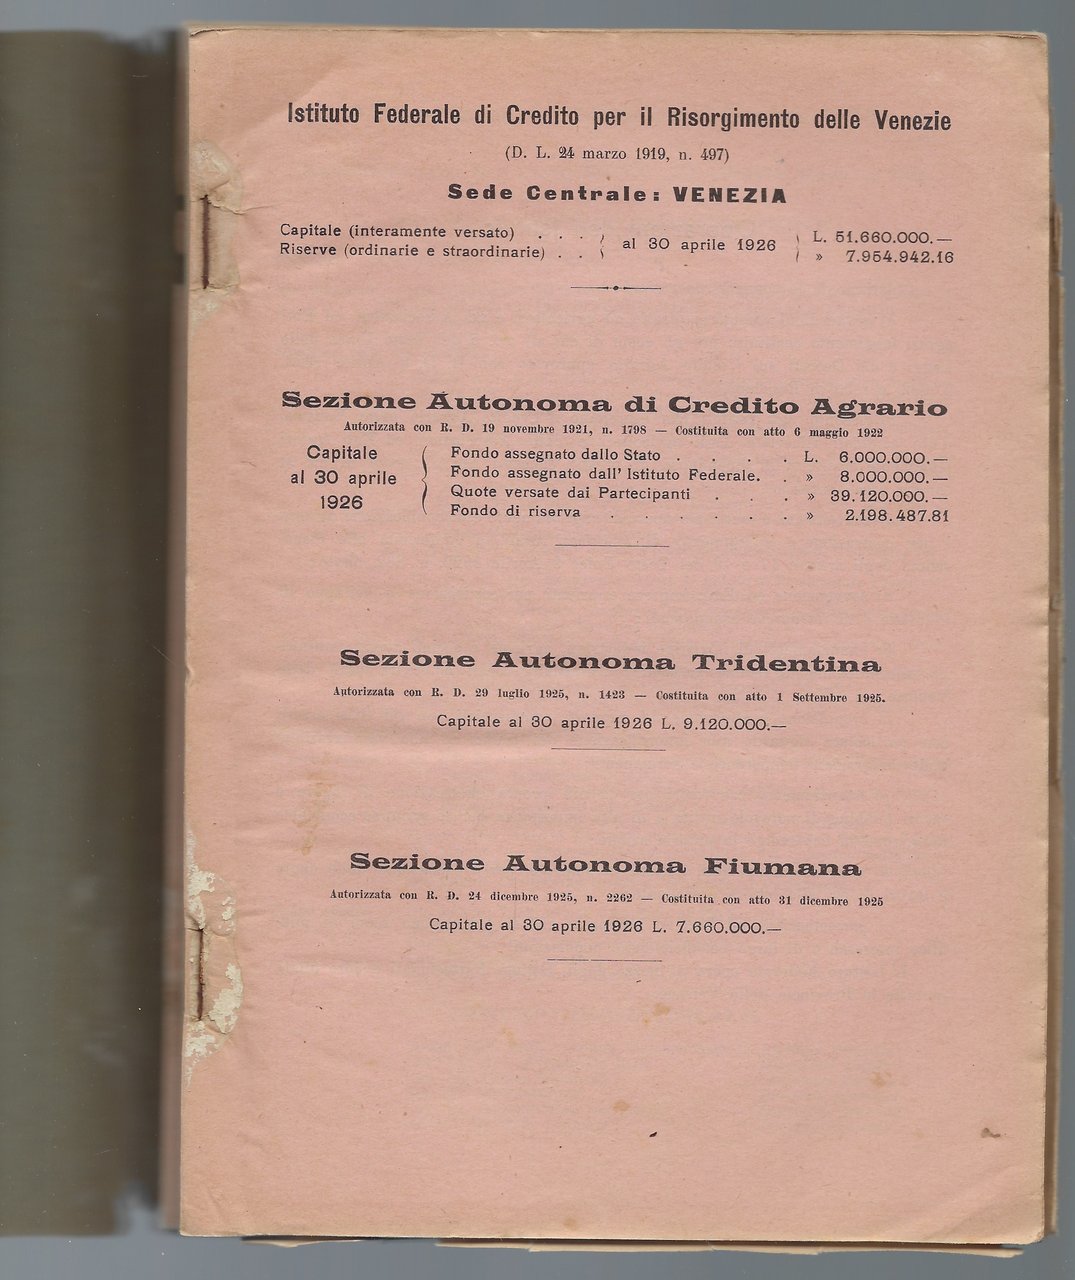 Istituto Federale di Credito per il Risorgimento delle Venezie
(D. L. 24 marzo 1919, n. 497)
Sede Centrale: VENEZIA
Capitale (interamente versato) . . . } al 30 aprile 1926 { L. 51.660.000.—
Riserve (ordinarie e straordinarie) . . } » 7.954.942.16
Sezione Autonoma di Credito Agrario
Autorizzata con R. D. 19 novembre 1921, n. 1798 — Costituita con atto 6 maggio 1922
Capitale
al 30 aprile
1926
Fondo assegnato dallo Stato . . . . L. 6.000.000.—
Fondo assegnato dall' Istituto Federale. . » 8.000.000.—
Quote versate dai Partecipanti . . . » 39.120.000.—
Fondo di riserva . . . . . . » 2.198.487.81
Sezione Autonoma Tridentina
Autorizzata con R. D. 29 luglio 1925, n. 1423 — Costituita con atto 1 Settembre 1925.
Capitale al 30 aprile 1926 L. 9.120.000.—
Sezione Autonoma Fiumana
Autorizzata con R. D. 24 dicembre 1925, n. 2262 — Costituita con atto 31 dicembre 1925
Capitale al 30 aprile 1926 L. 7.660.000.—